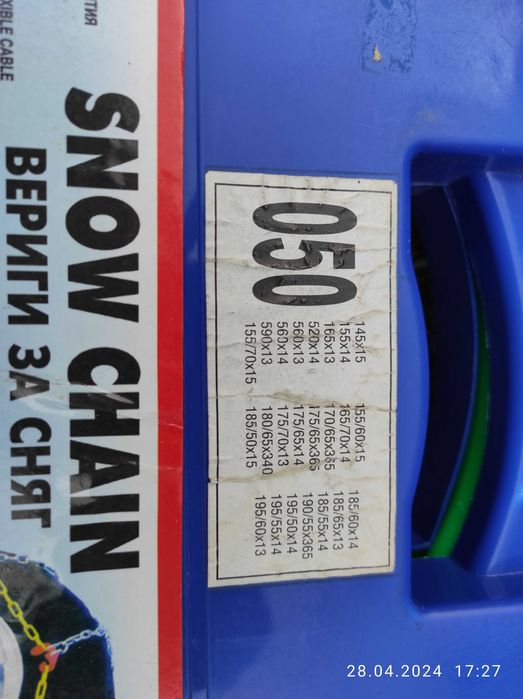 050
145x15 155/60x15 185/60x14
155x14 165/70x14 185/65x13
165x13 170/65x365 185/55x14
520x14 175/65x365 190/55x365
560x13 175/65x14 195/50x14
560x14 175/70x13 195/55x14
590x13 180/65x340 195/60x13
155/70x15 185/50x15
SNOW CHAIN
ВЕРИГИ ЗА СНЯГ
CABLE
28.04.2024 17:27